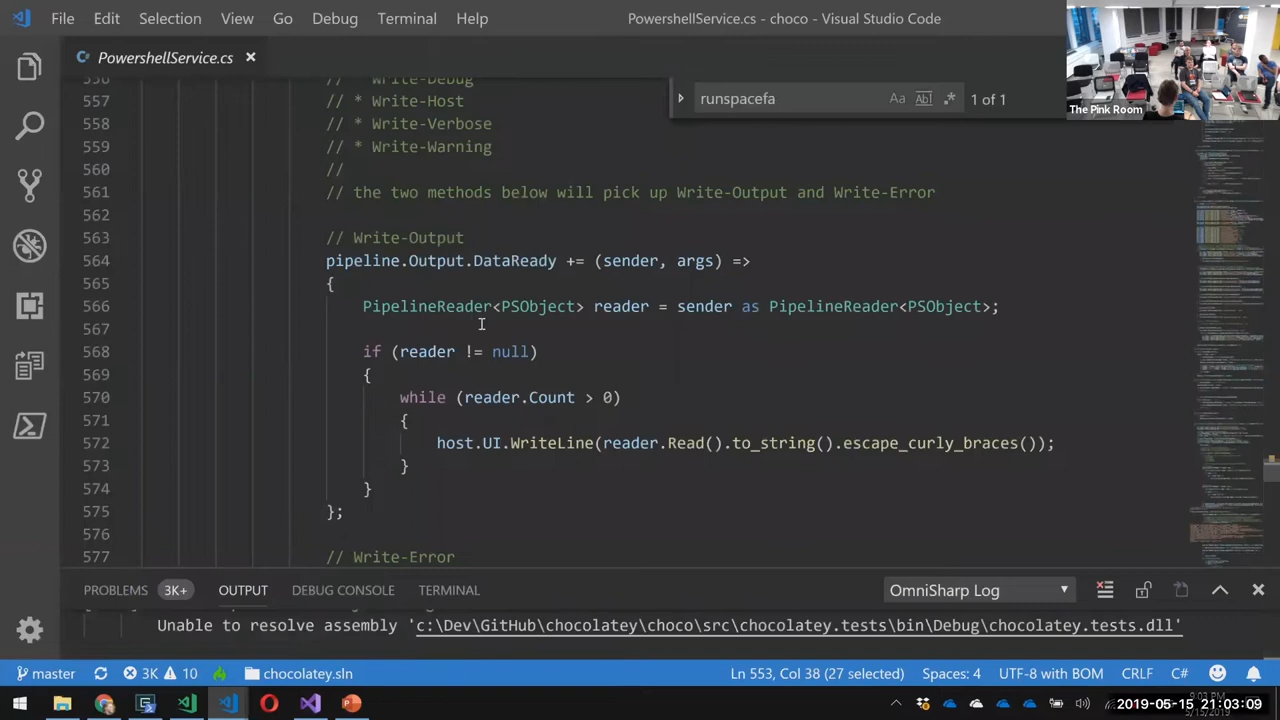 File Edit Selection View Go Debug Terminal Help
PowershellService.cs - choco - Visual Studio Code
The Pink Room
PowershellService.cs
runspacefa
Aa Abl .* 1 of 1
556 // * Write-Debug
557 // * Write-Host
558 // * Write-Verbose
559 // * Write-Warning
560
561 // The two methods below will pick up Write-Output and Write-Error
562
563 // Write-Output
564 pipeline.Output.DataReady += (sender, args) =>
565 {
566 PipelineReader<PSObject> reader = sender as PipelineReader<PSObject>;
567
568 if (reader != null)
569 {
570 while (reader.Count > 0)
571 {
572 host.UI.WriteLine(reader.Read().to_string().escape_curly_braces());
573 }
574 }
575 };
576
577 // Write-Error
PROBLEMS 3K+ OUTPUT DEBUG CONSOLE TERMINAL
OmniSharp Log
Unable to resolve assembly 'c:\Dev\GitHub\chocolatey\choco\src\chocolatey.tests\bin\Debug\chocolatey.tests.dll'
master 3K 10 chocolatey.sln
Ln 553, Col 38 (27 selected) Spaces: 4 UTF-8 with BOM CRLF C#
9:03 PM
5/15/2019
2019-05-15 21:03:09